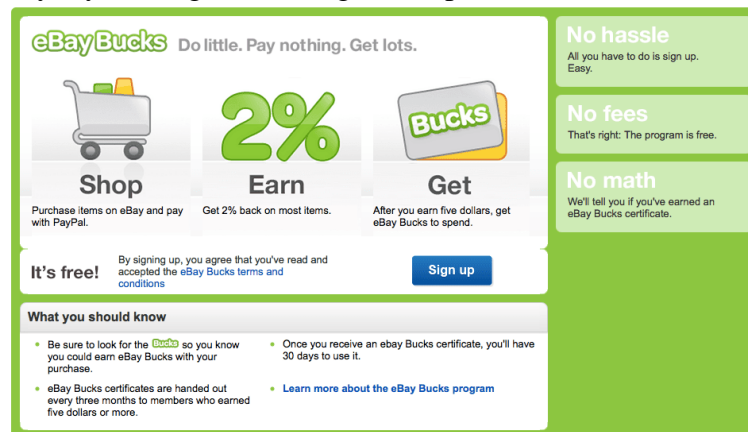 eBay Bucks Do little. Pay nothing. Get lots.
2%
Bucks
Shop
Purchase items on eBay and pay
with PayPal.
Earn
Get 2% back on most items.
Get
After you earn five dollars, get
eBay Bucks to spend.
It's free!
By signing up, you agree that you've read and
accepted the eBay Bucks terms and
conditions
Sign up
What you should know
• Be sure to look for the Bucks so you know
you could earn eBay Bucks with your
purchase.
• eBay Bucks certificates are handed out
every three months to members who earned
five dollars or more.
• Once you receive an ebay Bucks certificate, you'll have
30 days to use it.
• Learn more about the eBay Bucks program
No hassle
All you have to do is sign up.
Easy.
No fees
That's right: The program is free.
No math
We'll tell you if you've earned an
eBay Bucks certificate.